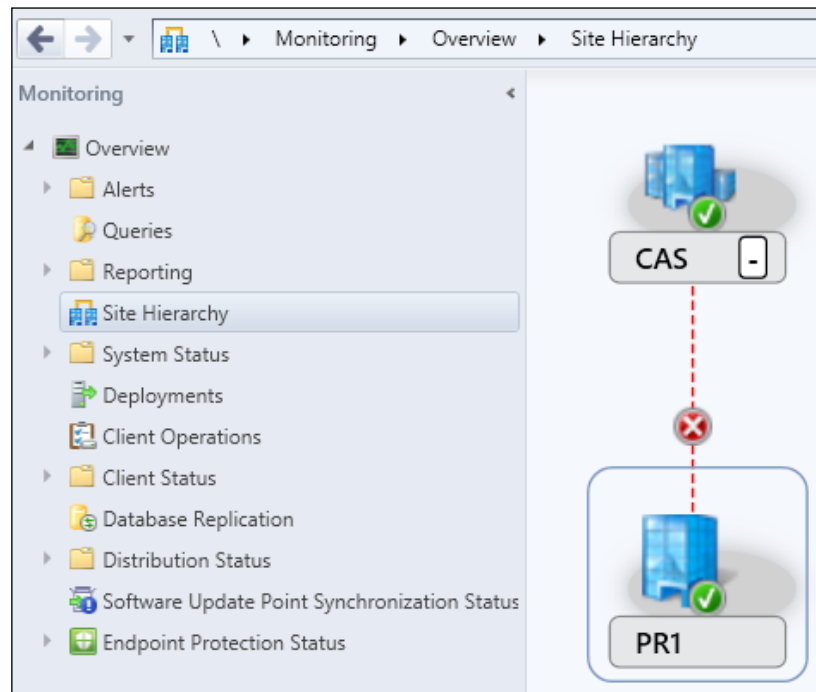 \ Monitoring Overview Site Hierarchy
Monitoring
Overview
Alerts
Queries
Reporting
Site Hierarchy
System Status
Deployments
Client Operations
Client Status
Database Replication
Distribution Status
Software Update Point Synchronization Status
Endpoint Protection Status
CAS -
PR1